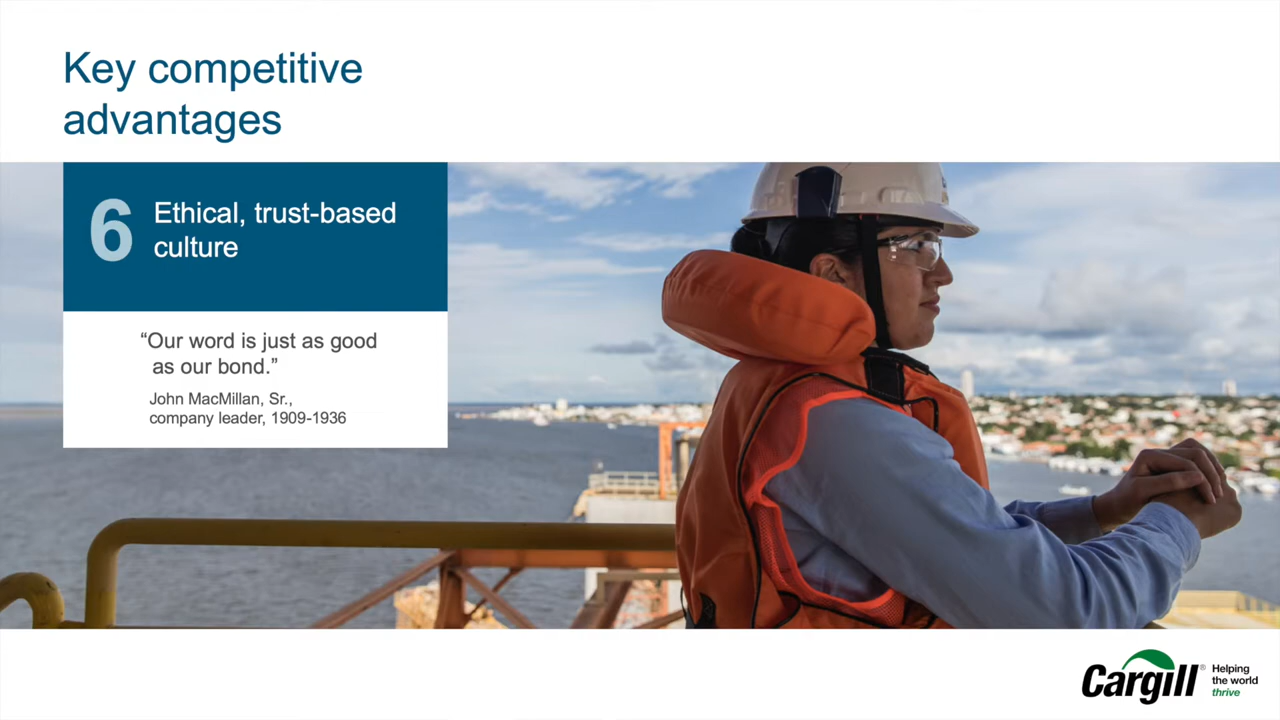 Key competitive
advantages
6
Ethical, trust-based
culture
“Our word is just as good
as our bond.”
John MacMillan, Sr.,
company leader, 1909-1936
Cargill®
Helping
the world
thrive